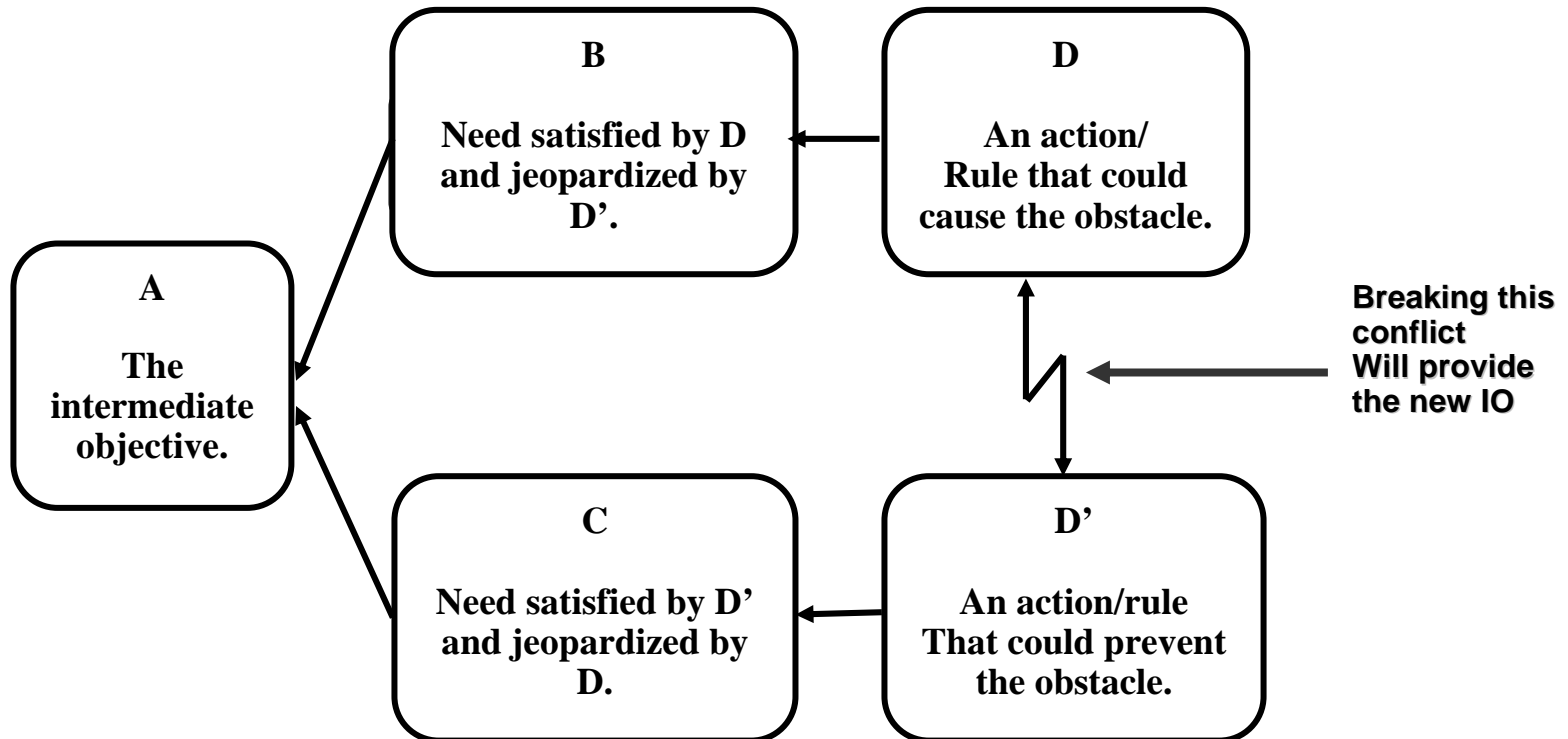 B
Need satisfied by D
and jeopardized by
D’.
D
An action/
Rule that could
cause the obstacle.
A
The
intermediate
objective.
Breaking this
conflict
Will provide
the new IO
C
Need satisfied by D’
and jeopardized by
D.
D’
An action/rule
That could prevent
the obstacle.